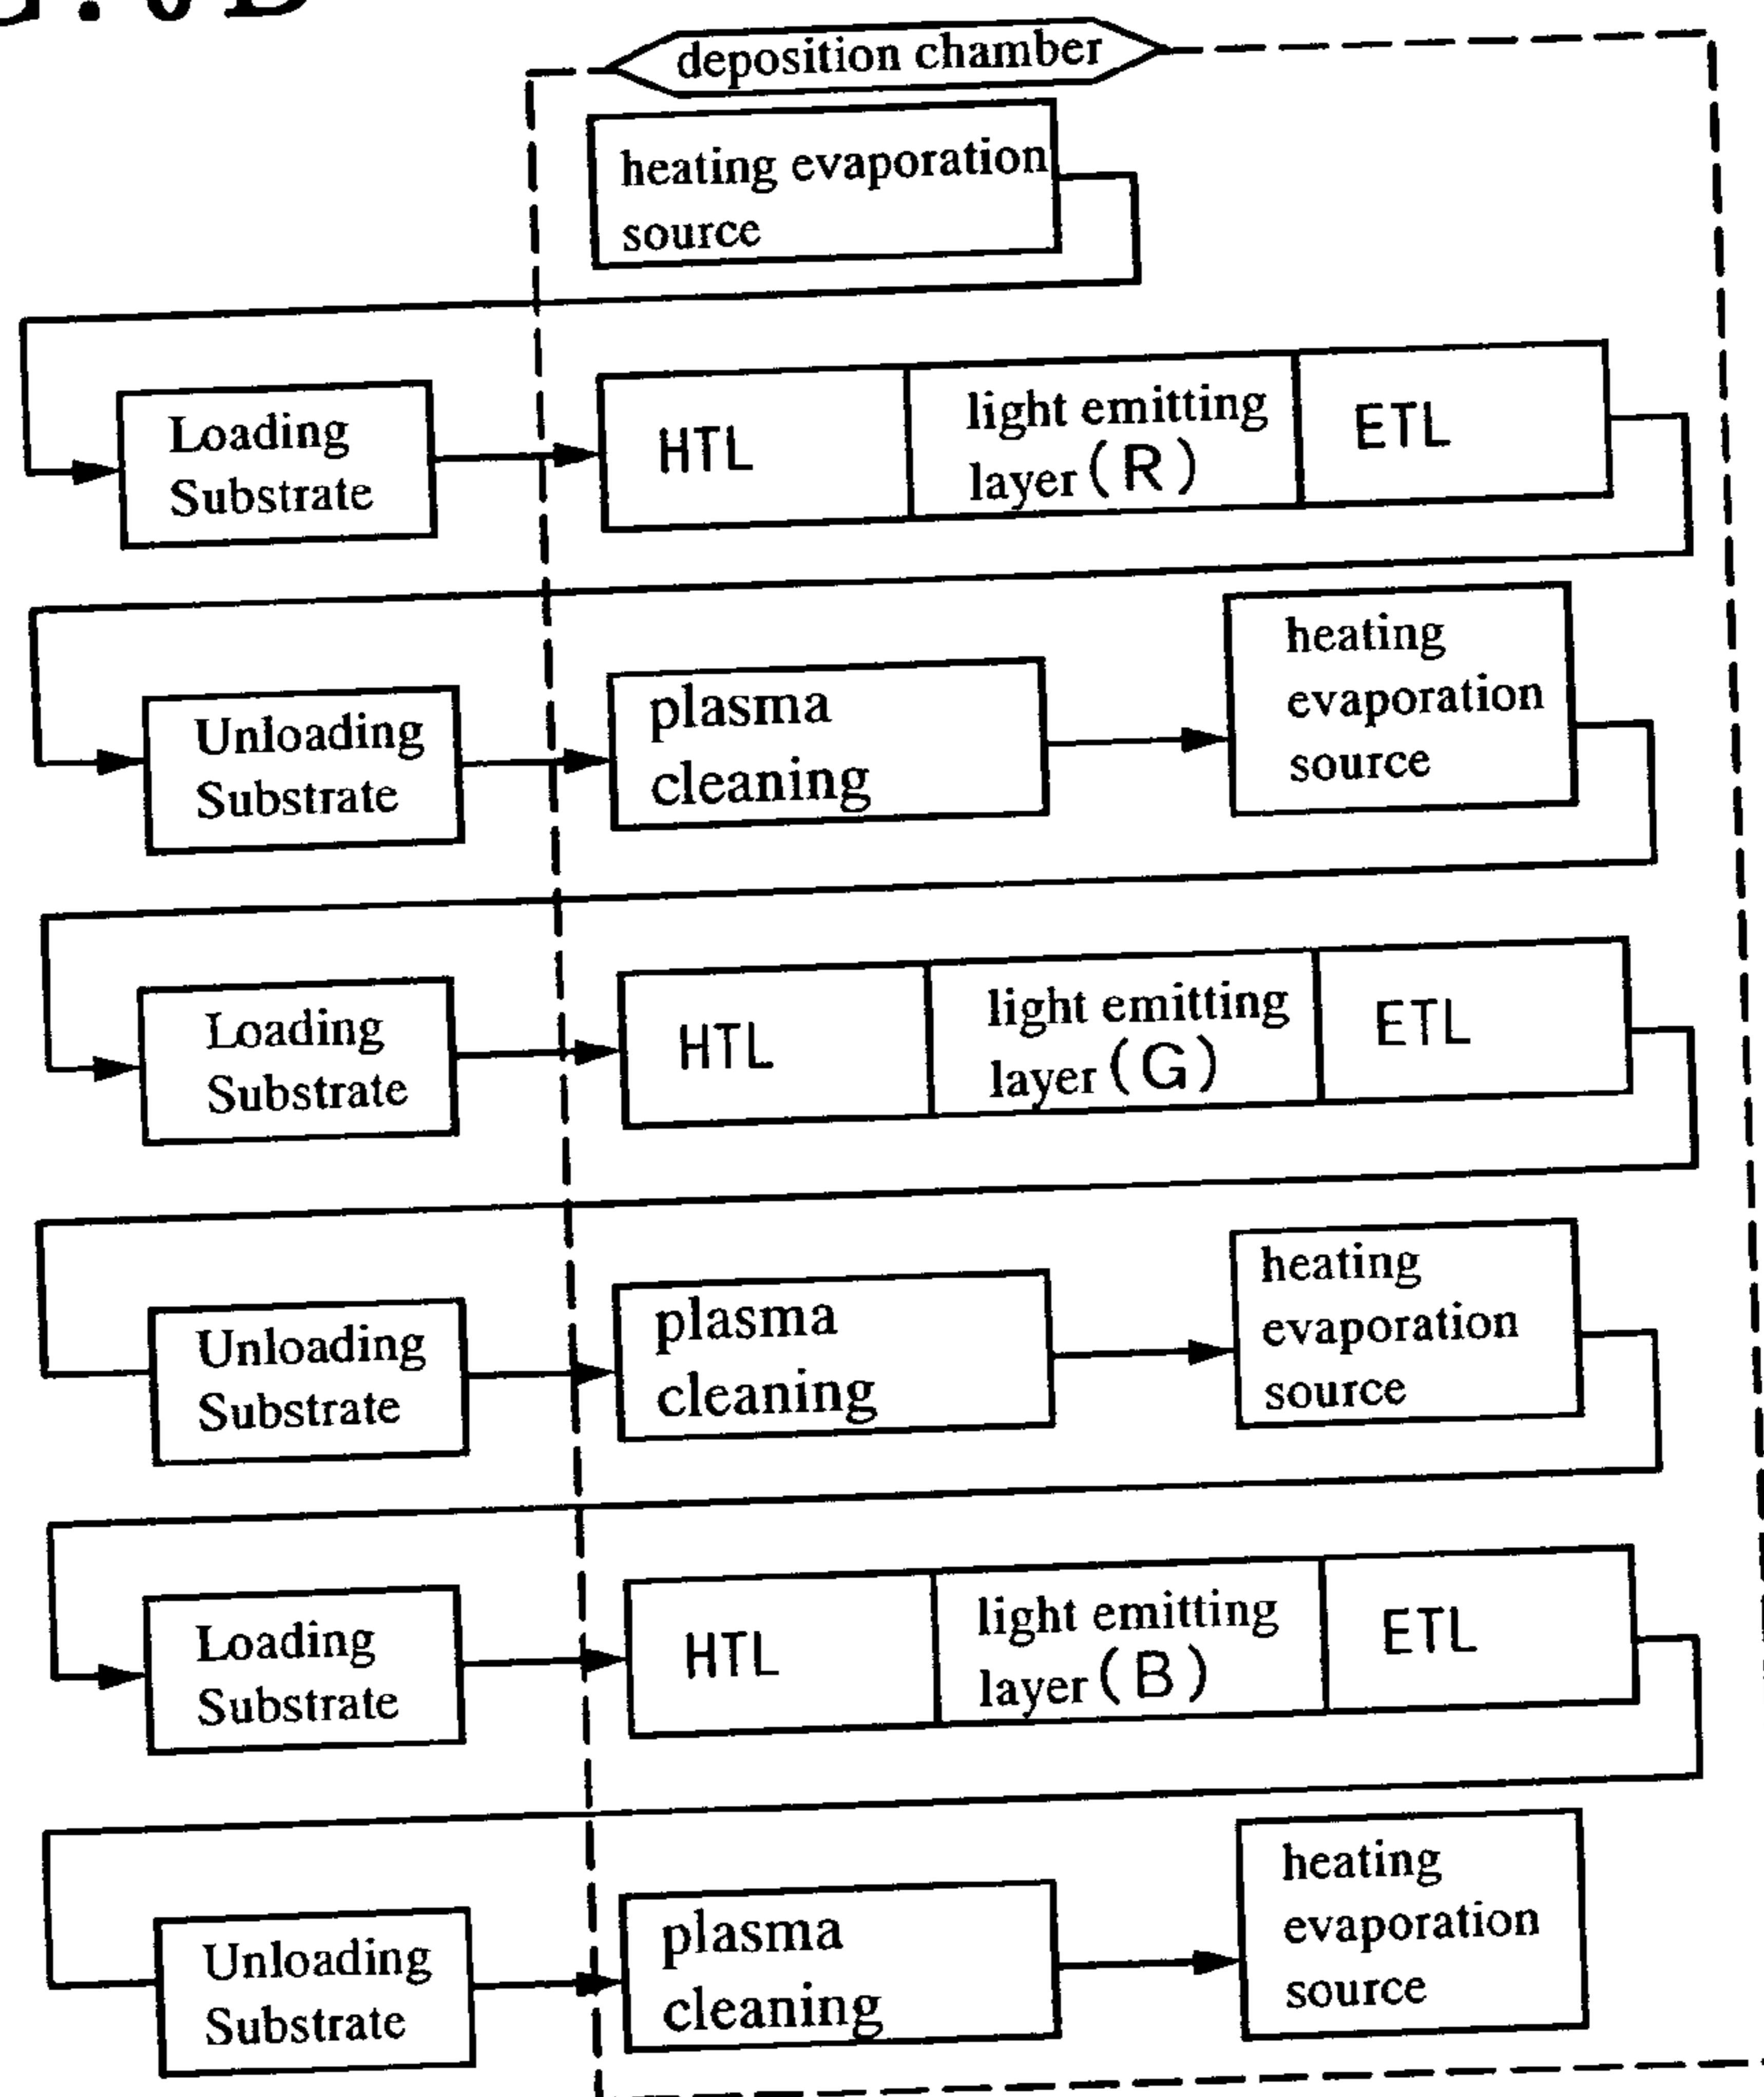 deposition chamber
heating evaporation
source
Loading
Substrate
HTL
light emitting
layer(R)
ETL
Unloading
Substrate
plasma
cleaning
heating
evaporation
source
Loading
Substrate
HTL
light emitting
layer(G)
ETL
Unloading
Substrate
plasma
cleaning
heating
evaporation
source
Loading
Substrate
HTL
light emitting
layer(B)
ETL
Unloading
Substrate
plasma
cleaning
heating
evaporation
source